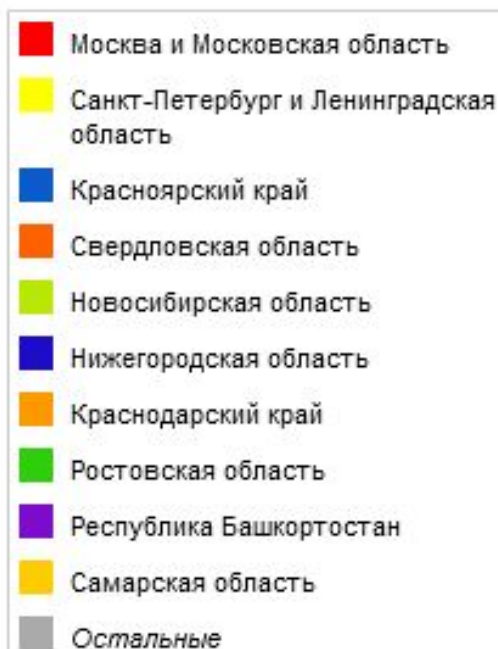 Москва и Московская область
Санкт-Петербург и Ленинградская
область
Красноярский край
Свердловская область
Новосибирская область
Нижегородская область
Краснодарский край
Ростовская область
Республика Башкортостан
Самарская область
Остальные